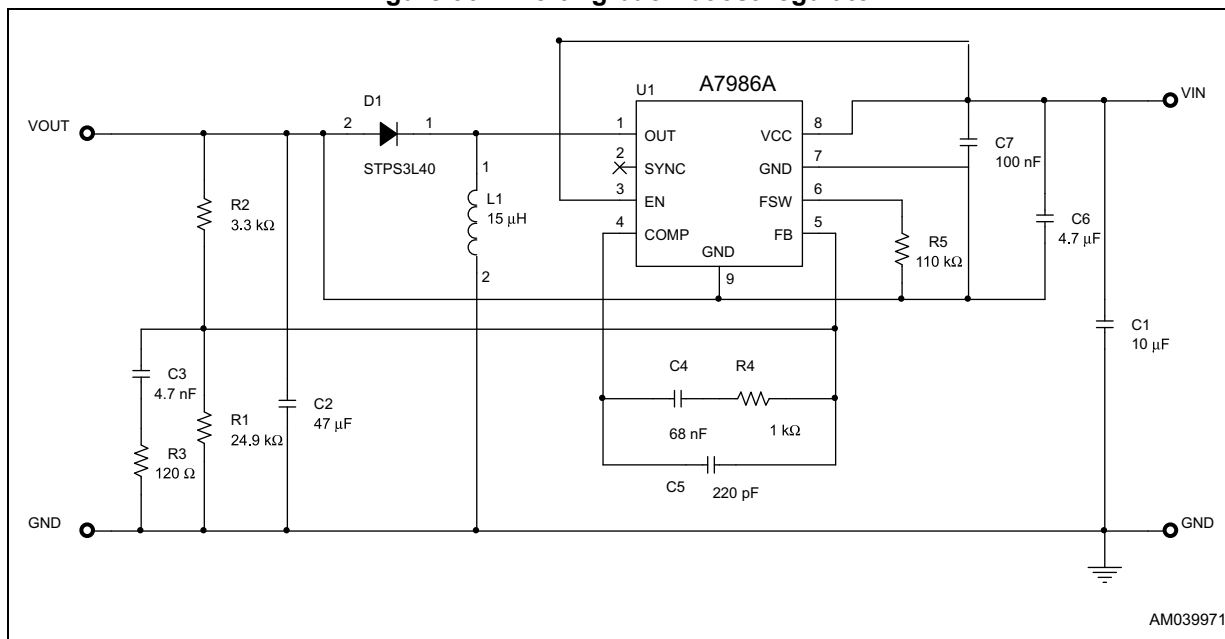 A7986A
U1
VIN
D1
VOUT
2
1
1
OUT
VCC
8
C7
100 nF
2
SYNC
GND
7
STPS3L40
1
3
EN
FSW
6
L1
15 μH
R2
3.3 kΩ
4
COMP
FB
5
C6
4.7 μF
R5
110 kΩ
GND
9
2
C1
10 μF
C3
4.7 nF
C4
R4
R1
24.9 kΩ
C2
47 μF
68 nF
1 kΩ
R3
120 Ω
C5
220 pF
GND
GND
AM039971